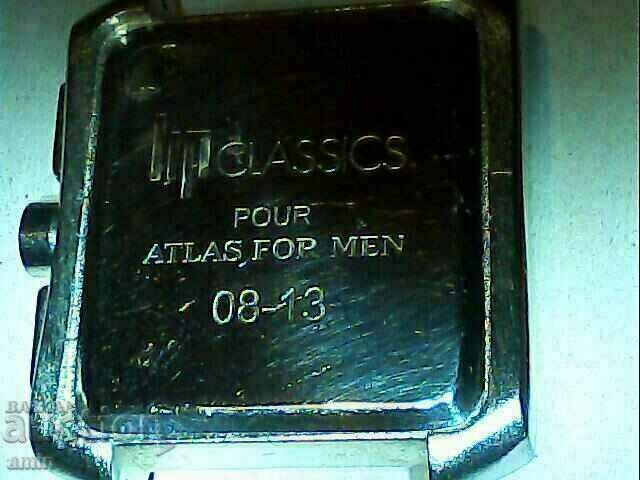 lip CLASSICS
POUR
ATLAS FOR MEN
08-13